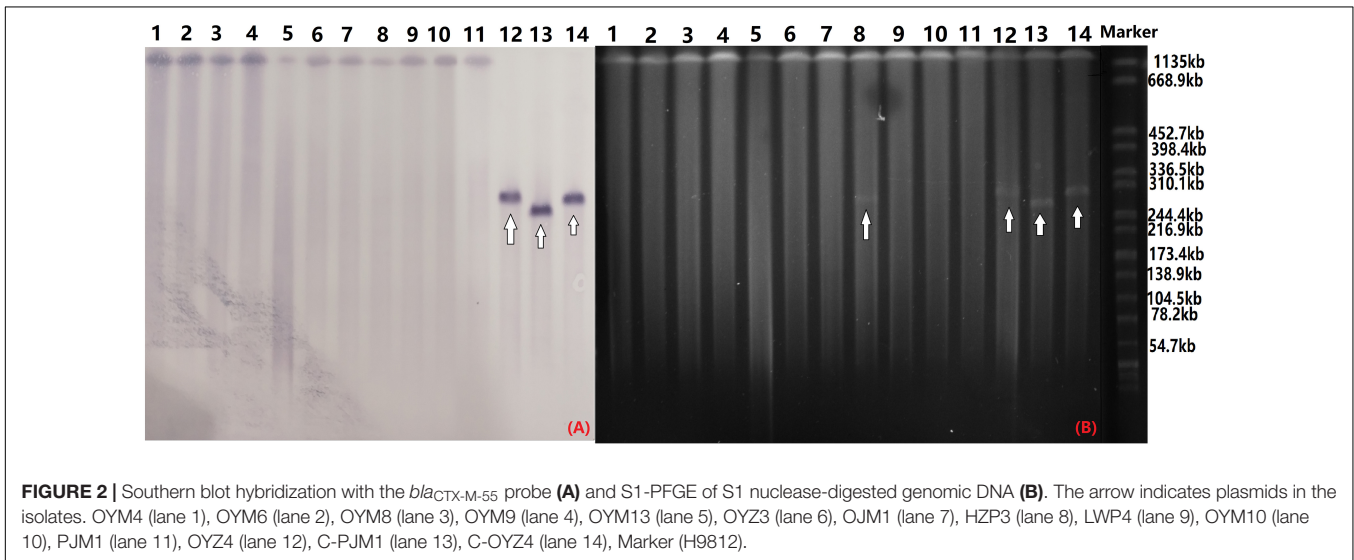 1 2 3 4 5 6 7 8 9 10 11 12 13 14 1 2 3 4 5 6 7 8 9 10 11 12 13 14 Marker
1135kb
668.9kb
452.7kb
398.4kb
336.5kb
310.1kb
244.4kb
216.9kb
173.4kb
138.9kb
104.5kb
78.2kb
54.7kb
(A) (B)
FIGURE 2 | Southern blot hybridization with the blaCTX-M-55 probe (A) and S1-PFGE of S1 nuclease-digested genomic DNA (B). The arrow indicates plasmids in the
isolates. OYM4 (lane 1), OYM6 (lane 2), OYM8 (lane 3), OYM9 (lane 4), OYM13 (lane 5), OYZ3 (lane 6), OJM1 (lane 7), HZP3 (lane 8), LWP4 (lane 9), OYM10 (lane
10), PJM1 (lane 11), OYZ4 (lane 12), C-PJM1 (lane 13), C-OYZ4 (lane 14), Marker (H9812).